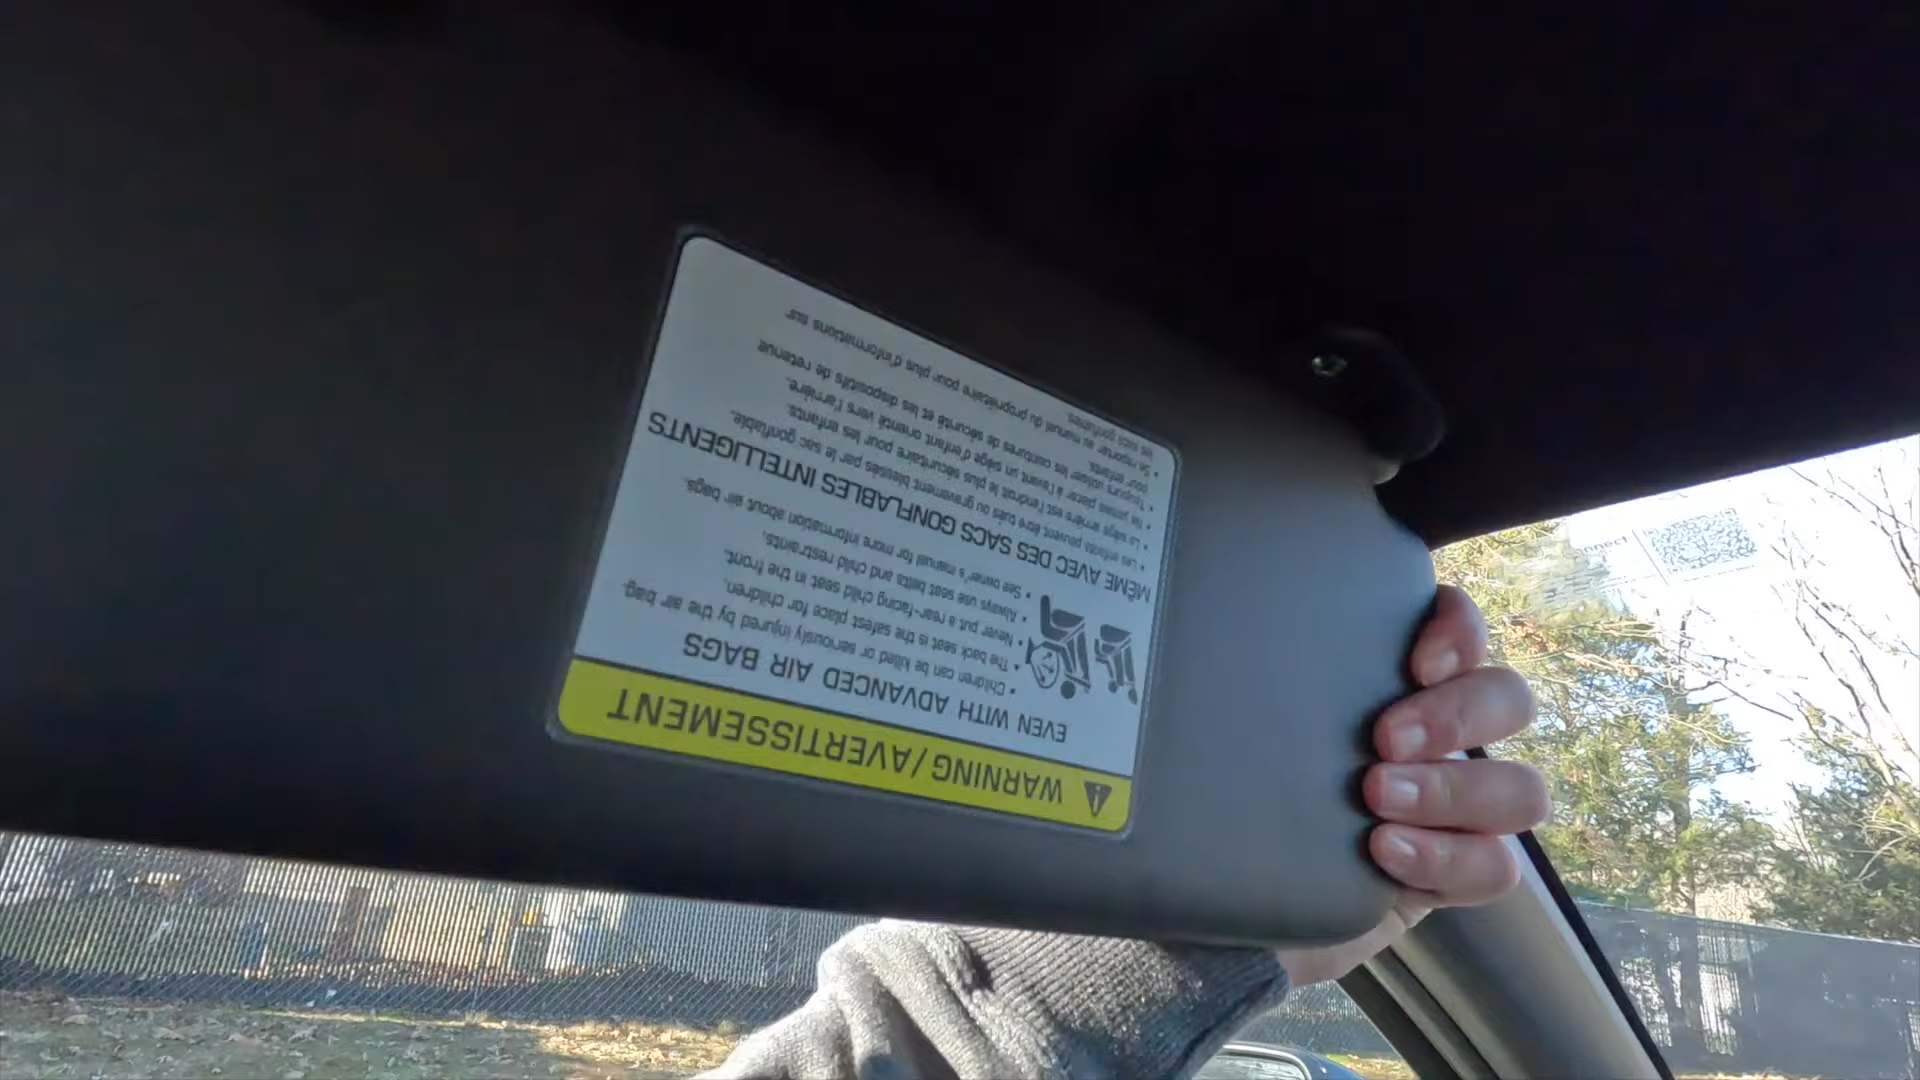 WARNING / AVERTISSEMENT
EVEN WITH ADVANCED AIR BAGS
• Children can be killed or seriously injured by the air bag.
• The back seat is the safest place for children.
• Never put a rear-facing child seat in the front.
• Always use seat belts and child restraints.
• See owner's manual for more information about air bags.
MÊME AVEC DES SACS GONFLABLES INTELLIGENTS
• Les enfants peuvent être tués ou gravement blessés par le sac gonflable.
• Le siège arrière est l'endroit le plus sécuritaire pour les enfants.
• Ne jamais placer à l'avant un siège d'enfant orienté vers l'arrière.
• Toujours utiliser les ceintures de sécurité et les dispositifs de retenue
pour enfants.
• Se reporter au manuel du propriétaire pour plus d'informations sur
les sacs gonflables.